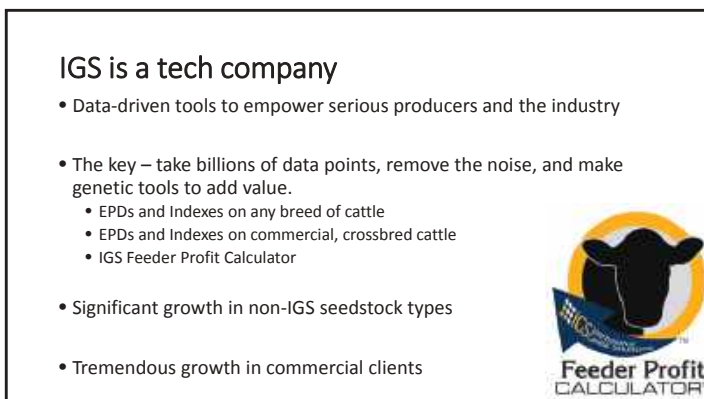 IGS is a tech company
• Data-driven tools to empower serious producers and the industry
• The key – take billions of data points, remove the noise, and make
genetic tools to add value.
• EPDs and Indexes on any breed of cattle
• EPDs and Indexes on commercial, crossbred cattle
• IGS Feeder Profit Calculator
• Significant growth in non-IGS seedstock types
• Tremendous growth in commercial clients
IGS
TM
Feeder Profit
CALCULATOR